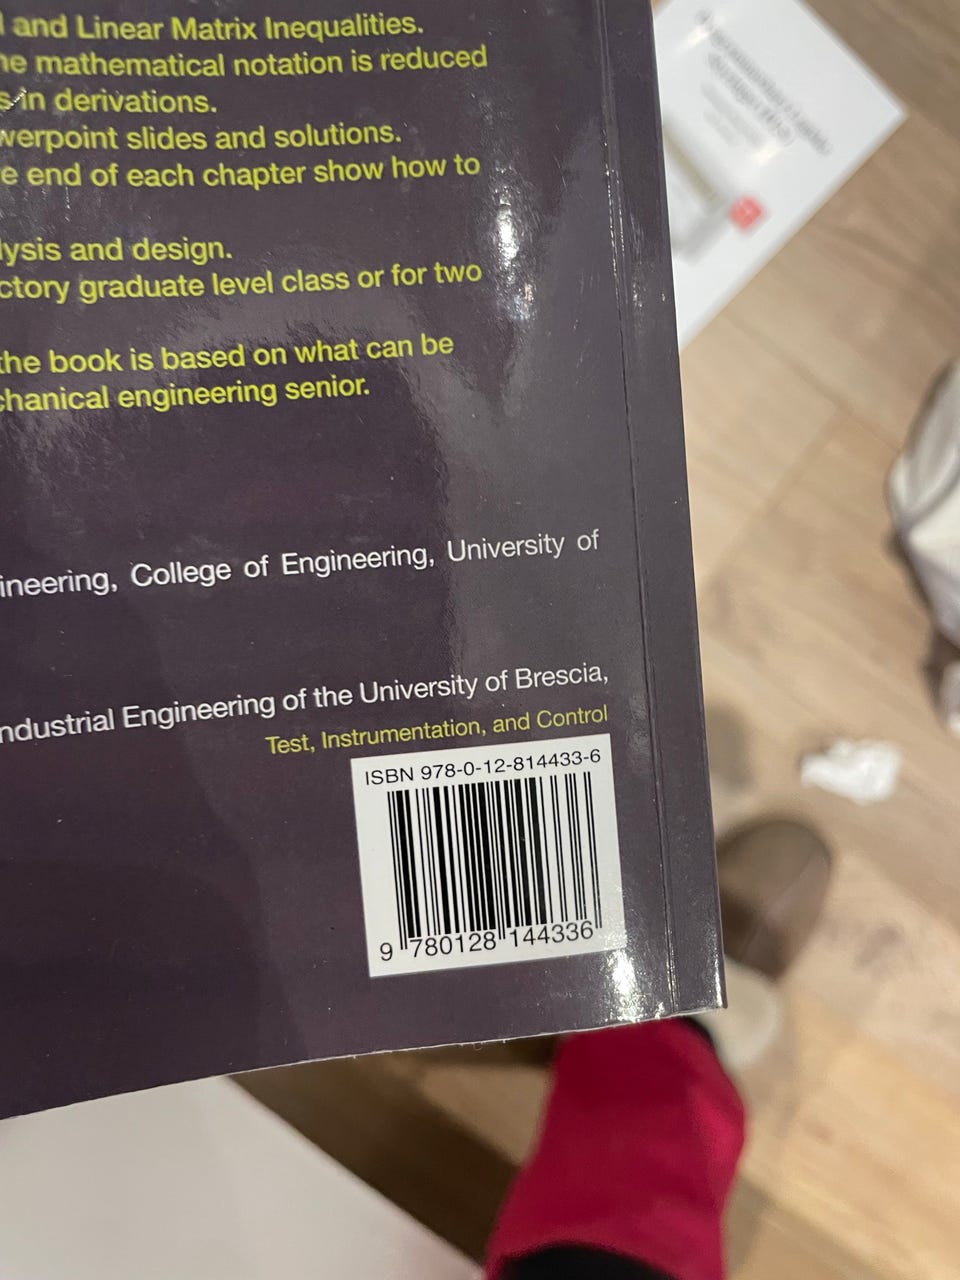 l and Linear Matrix Inequalities.
he mathematical notation is reduced
s in derivations.
werpoint slides and solutions.
e end of each chapter show how to
lysis and design.
ctory graduate level class or for two
the book is based on what can be
chanical engineering senior.
ineering, College of Engineering, University of
ndustrial Engineering of the University of Brescia,
Test, Instrumentation, and Control
ISBN 978-0-12-814433-6
9 780128 144336